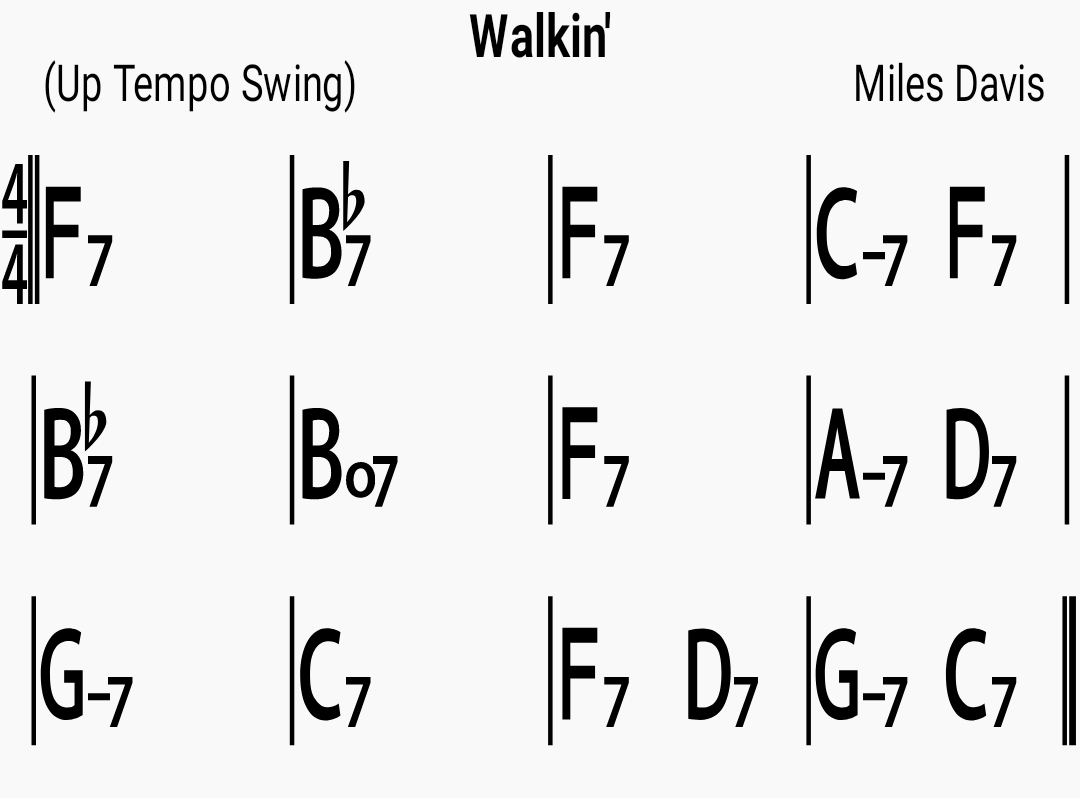 Walkin'
(Up Tempo Swing) Miles Davis
4/4 F7 | B♭7 | F7 | C–7 F7 |
| B♭7 | Bo7 | F7 | A–7 D7 |
| G–7 | C7 | F7 D7 | G–7 C7